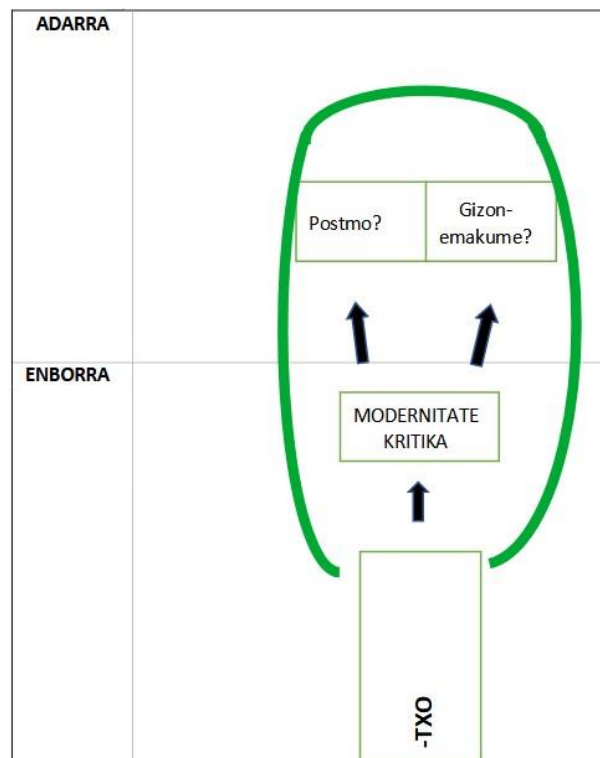 ADARRA
Postmo?
Gizon-
emakume?
ENBORRA
MODERNITATE
KRITIKA
-TXO